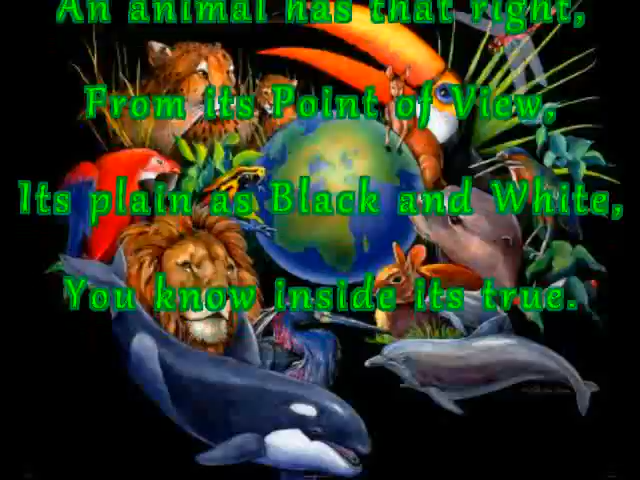 An animal has that right,
From its Point of View,
Its plain as Black and White,
You know inside its true.